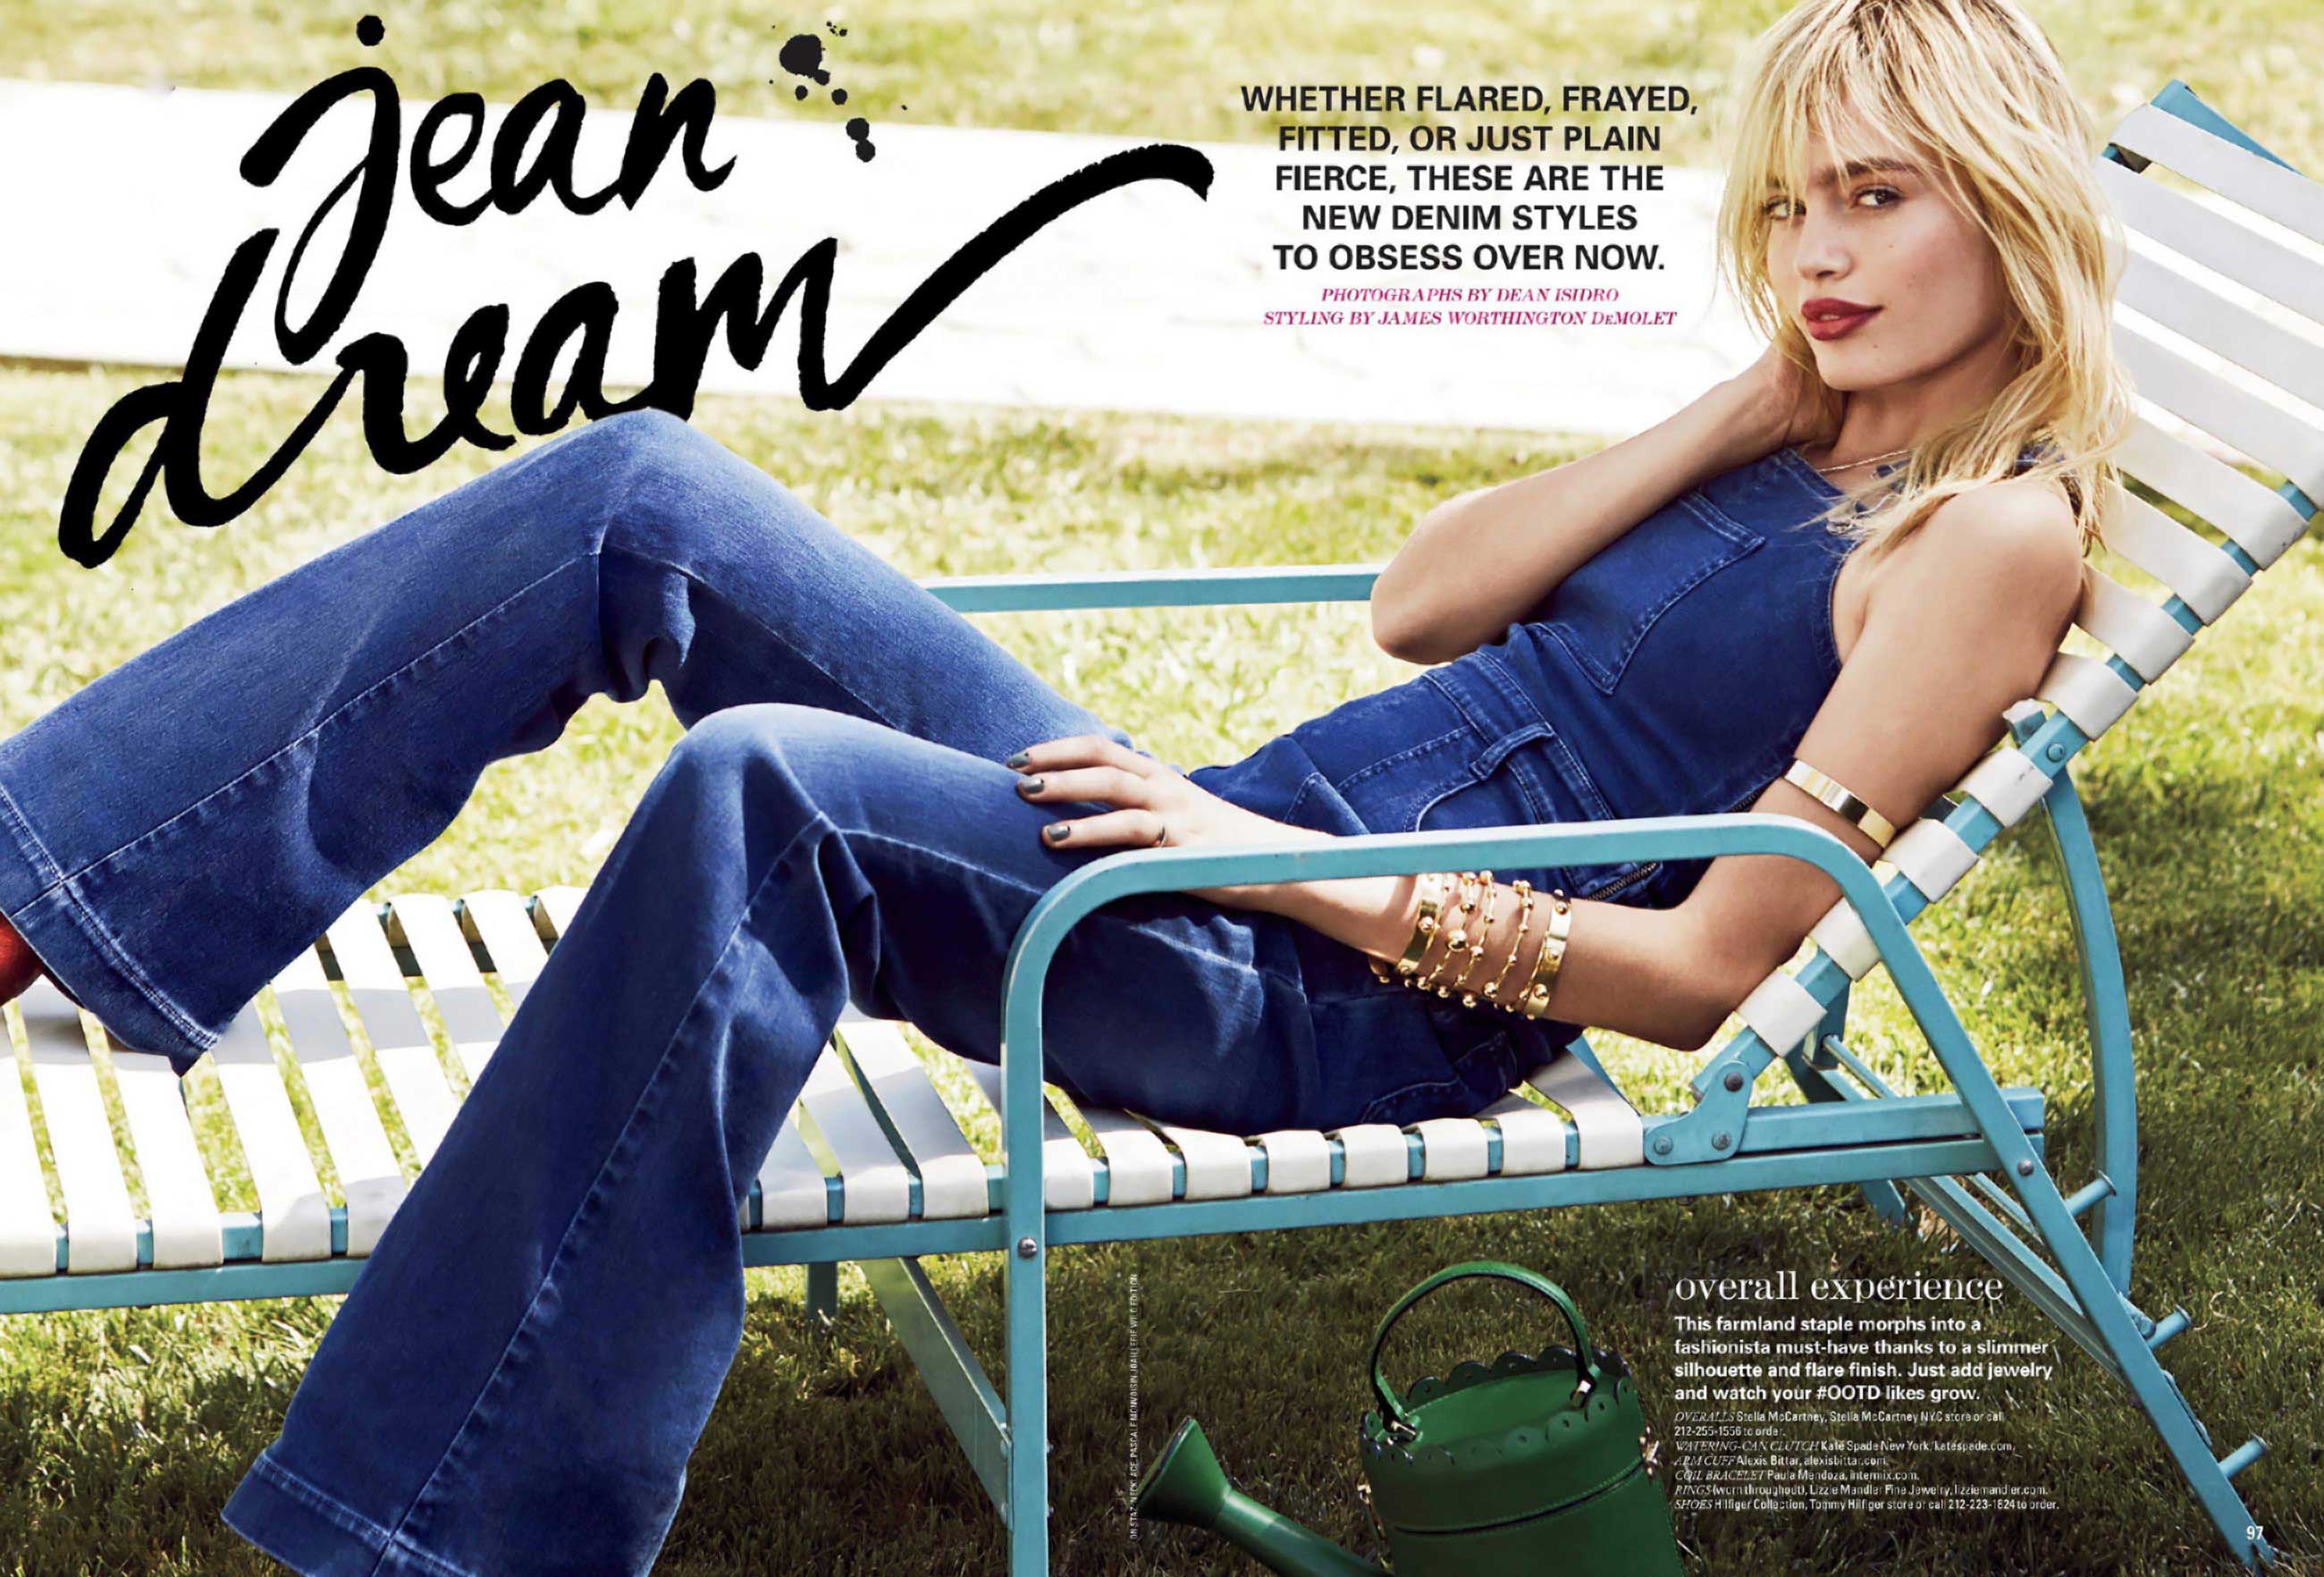 jean
dream
WHETHER FLARED, FRAYED,
FITTED, OR JUST PLAIN
FIERCE, THESE ARE THE
NEW DENIM STYLES
TO OBSESS OVER NOW.
PHOTOGRAPHS BY DEAN ISIDRO
STYLING BY JAMES WORTHINGTON DeMOLET
overall experience
This farmland staple morphs into a
fashionista must-have thanks to a slimmer
silhouette and flare finish. Just add jewelry
and watch your #OOTD likes grow.
OVERALLS Stella McCartney, Stella McCartney NYC store or call
212-255-1556 to order.
WATERING-CAN CLUTCH Kate Spade New York, katespade.com.
ARM CUFF Alexis Bittar, alexisbittar.com.
COIL BRACELET Paula Mendoza, intermix.com.
RINGS (worn throughout), Lizzie Mandler Fine Jewelry, lizziemandler.com.
SHOES Hilfiger Collection, Tommy Hilfiger store or call 212-223-1824 to order.
97